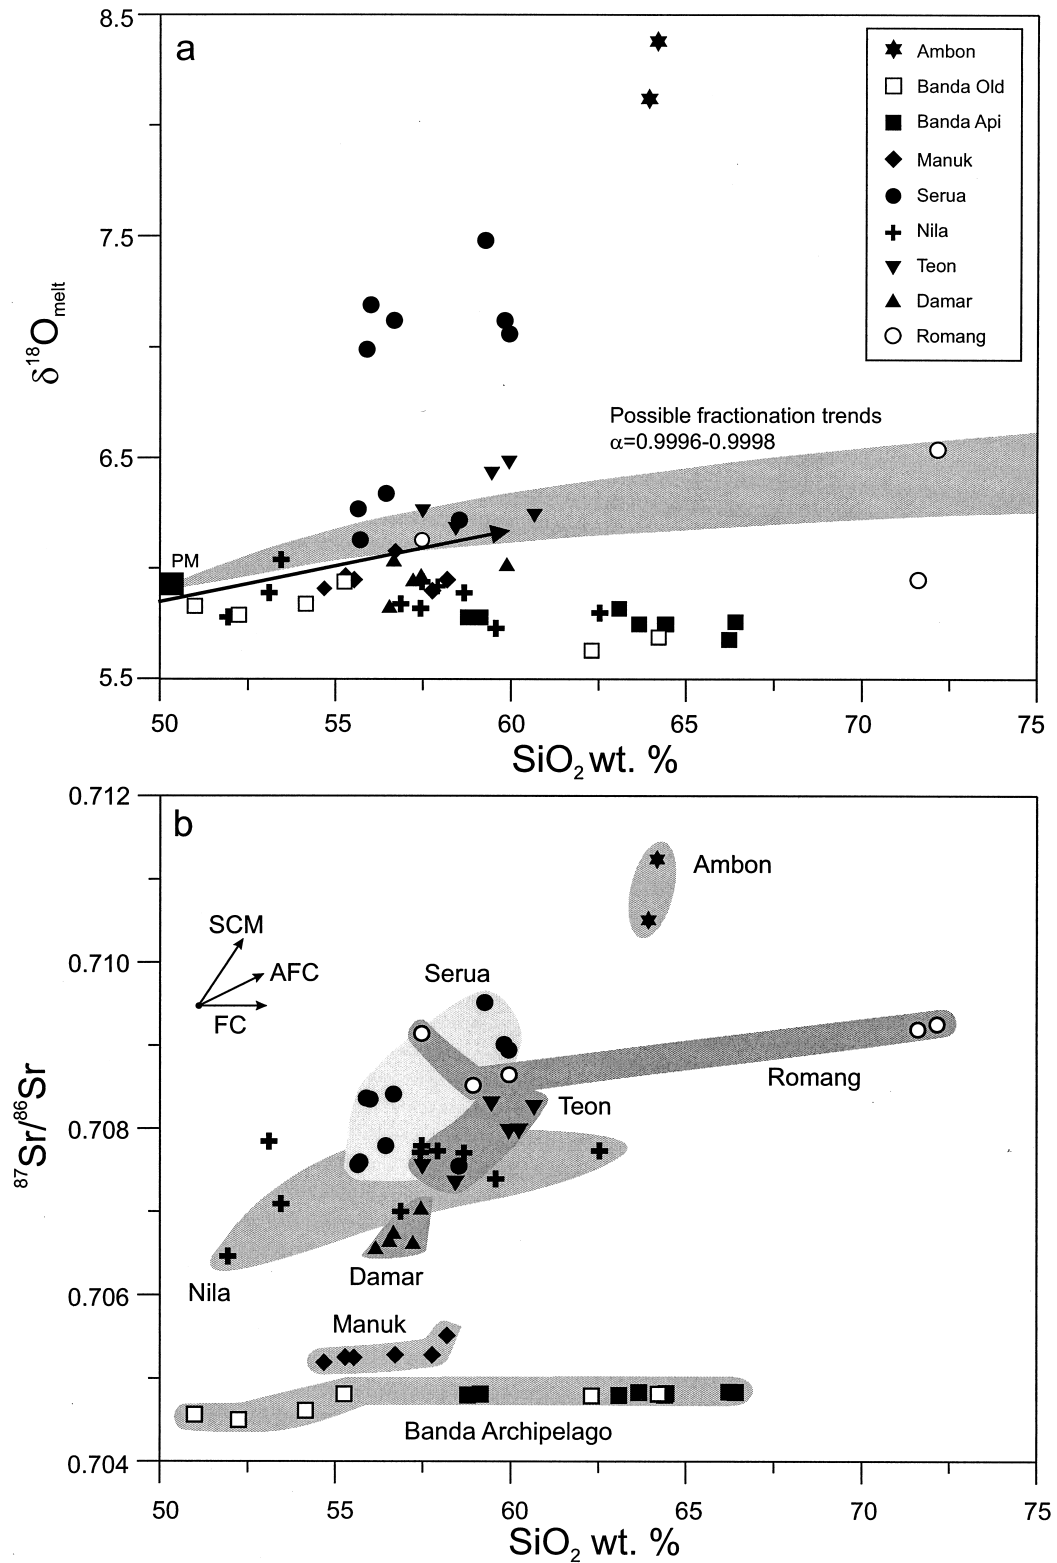 8.5
a
7.5
6.5
5.5
δ¹⁸Oₘₑₗₜ
Ambon
Banda Old
Banda Api
Manuk
Serua
Nila
Teon
Damar
Romang
Possible fractionation trends
α=0.9996-0.9998
PM
50 55 60 65 70 75
SiO₂ wt. %
0.712
b
0.710
0.708
0.706
0.704
⁸⁷Sr/⁸⁶Sr
Ambon
SCM
AFC
FC
Serua
Romang
Teon
Nila
Damar
Manuk
Banda Archipelago
50 55 60 65 70 75
SiO₂ wt. %